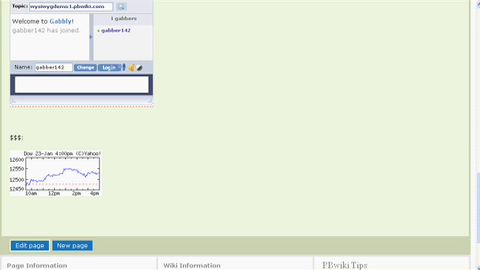 Topic: wysiwygdemo1.pbwiki.com
Welcome to Gabbly!
gabber142 has joined.
1 gabbers
gabber142
Name: gabber142 Change Log In
$$$:
Dow 23-Jan 4:00pm (C)Yahoo!
12600
12550
12500
12450
10am 12pm 2pm 4pm
Edit page New page
Page Information Wiki Information PBwiki Tips